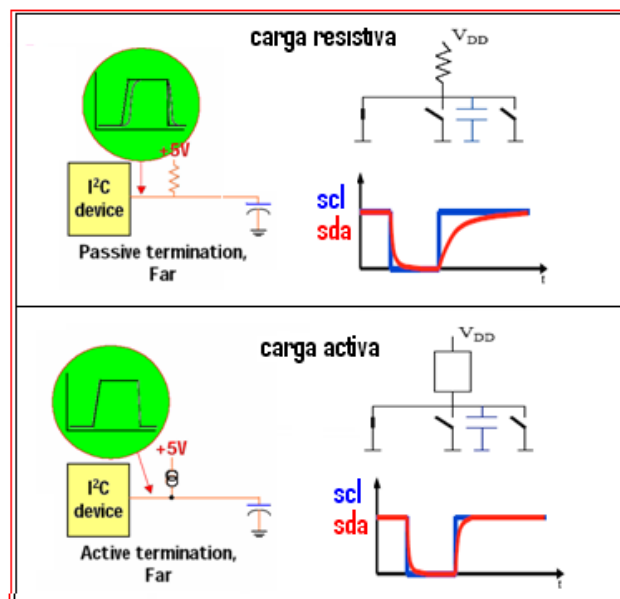 carga resistiva
VDD
+5V
I²C
device
Passive termination,
Far
scl
sda
t
carga activa
VDD
+5V
I²C
device
Active termination,
Far
scl
sda
t